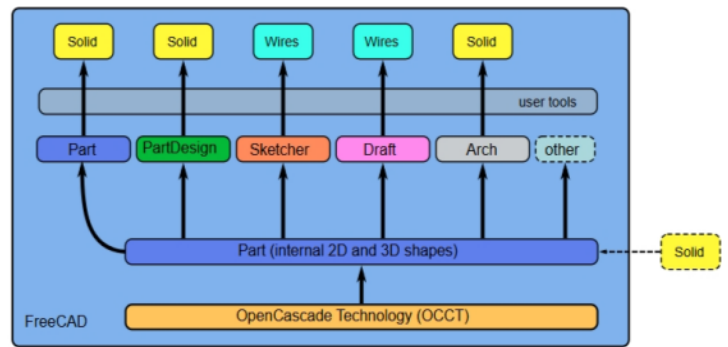 Solid
Solid
Wires
Wires
Solid
user tools
Part
PartDesign
Sketcher
Draft
Arch
other
Part (internal 2D and 3D shapes)
Solid
OpenCascade Technology (OCCT)
FreeCAD